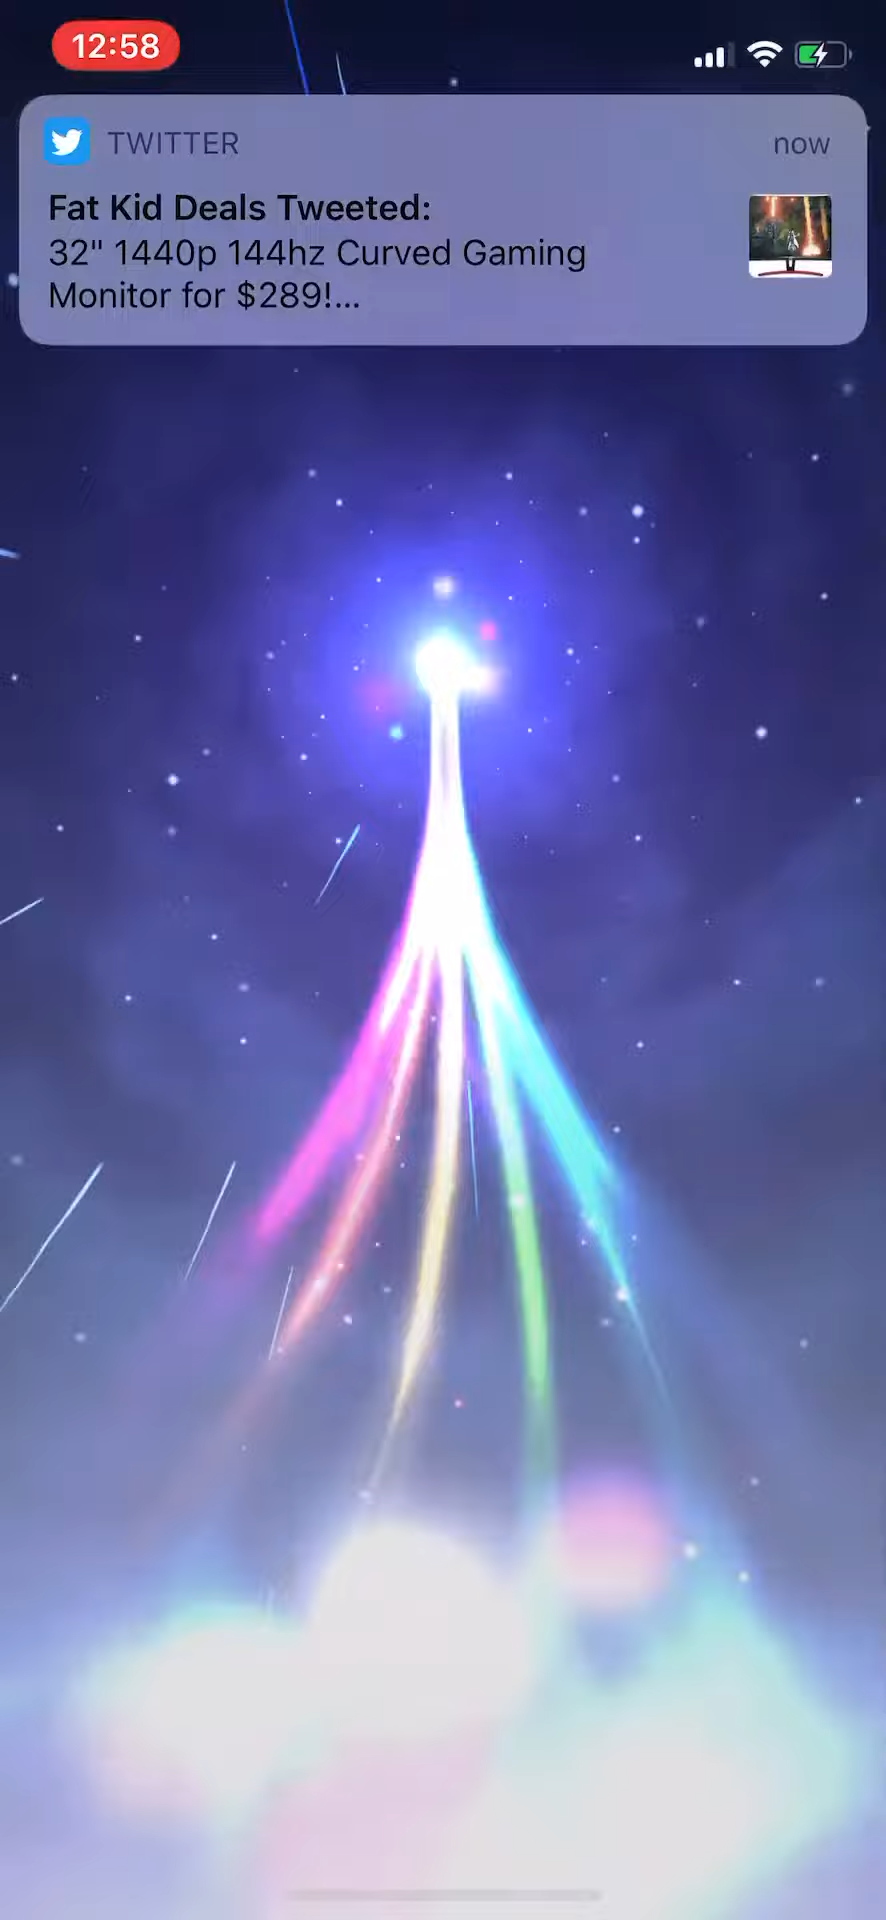 12:58
TWITTER now
Fat Kid Deals Tweeted:
32" 1440p 144hz Curved Gaming
Monitor for $289!...